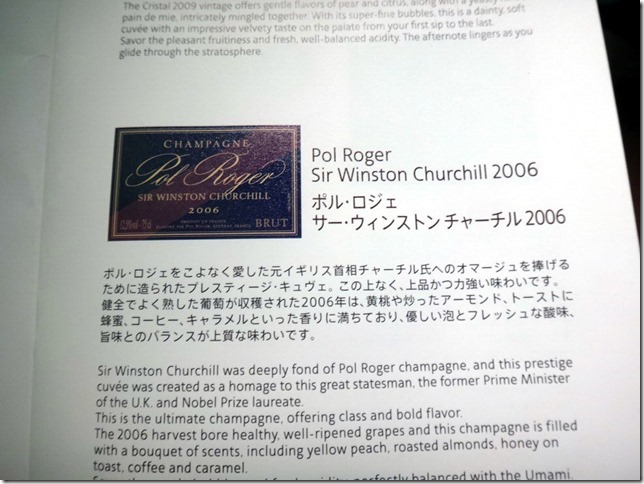 The Cristal 2009 vintage offers gentle flavors of pear and citrus, along with a yeasty
pain de mie, intricately mingled together. With its super-fine bubbles, this is a dainty, soft
cuvée with an impressive velvety taste on the palate from your first sip to the last.
Savor the pleasant fruitiness and fresh, well-balanced acidity. The afternote lingers as you
glide through the stratosphere.
CHAMPAGNE
Pol Roger
SIR WINSTON CHURCHILL
2006
BRUT
Pol Roger
Sir Winston Churchill 2006
ポル・ロジェ
サー・ウィンストン チャーチル 2006
ポル・ロジェをこよなく愛した元イギリス首相チャーチル氏へのオマージュを捧げる
ために造られたプレスティージ・キュヴェ。この上なく、上品かつ力強い味わいです。
健全でよく熟した葡萄が収穫された2006年は、黄桃や炒ったアーモンド、トーストに
蜂蜜、コーヒー、キャラメルといった香りに満ちており、優しい泡とフレッシュな酸味、
旨味とのバランスが上質な味わいです。
Sir Winston Churchill was deeply fond of Pol Roger champagne, and this prestige
cuvée was created as a homage to this great statesman, the former Prime Minister
of the U.K. and Nobel Prize laureate.
This is the ultimate champagne, offering class and bold flavor.
The 2006 harvest bore healthy, well-ripened grapes and this champagne is filled
with a bouquet of scents, including yellow peach, roasted almonds, honey on
toast, coffee and caramel.
perfectly balanced with the Umami.